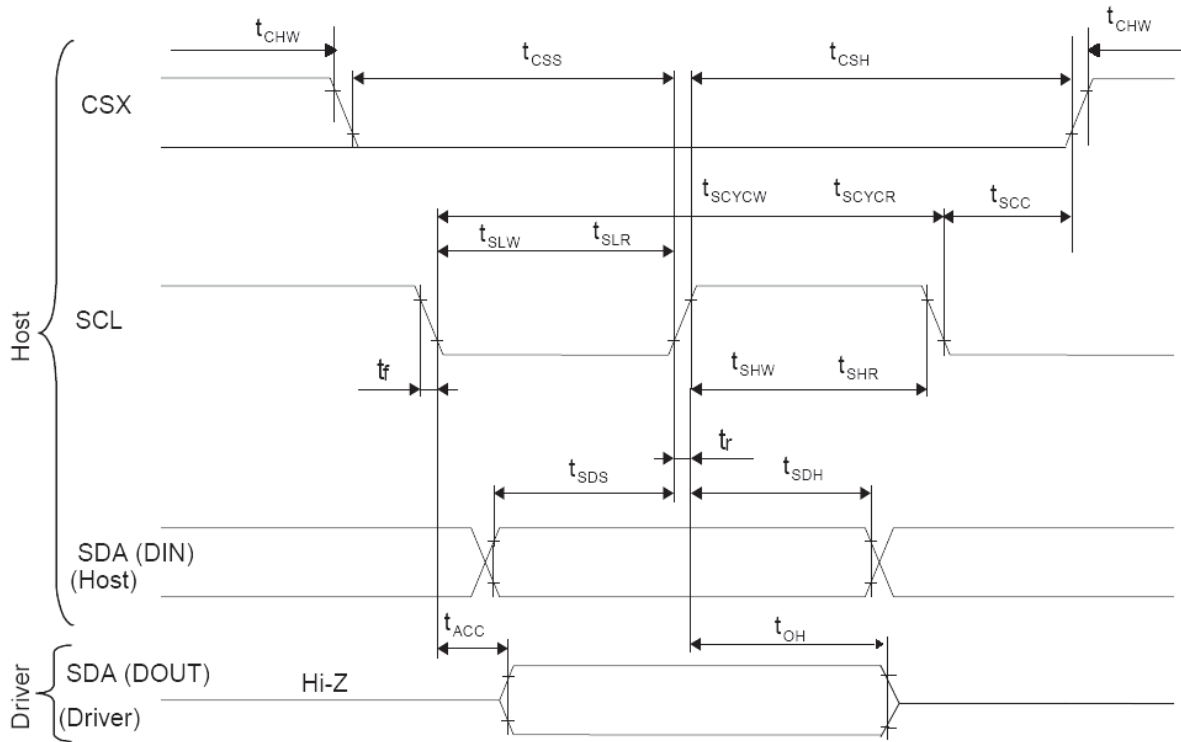 tCHW
tCHW
tCSS
tCSH
CSX
tSCYCW
tSCYCR
tSCC
tSLW
tSLR
Host
SCL
tf
tSHW
tSHR
tr
tSDS
tSDH
SDA (DIN)
(Host)
tACC
tOH
Driver
SDA (DOUT)
Hi-Z
(Driver)